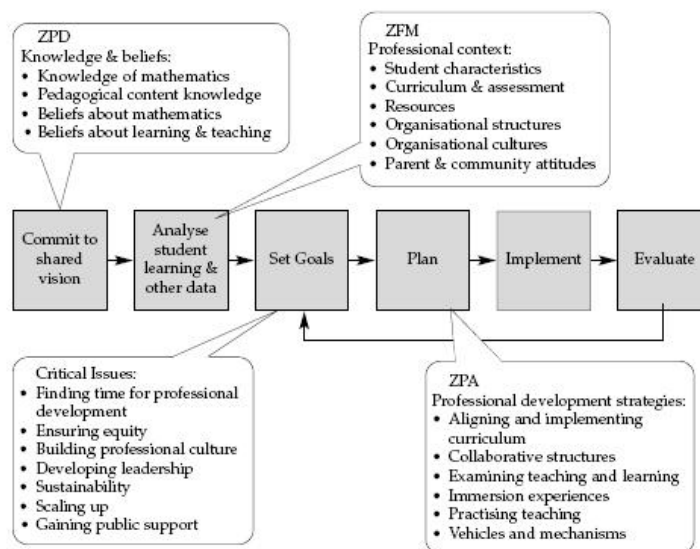 ZPD
Knowledge & beliefs:
• Knowledge of mathematics
• Pedagogical content knowledge
• Beliefs about mathematics
• Beliefs about learning & teaching
ZFM
Professional context:
• Student characteristics
• Curriculum & assessment
• Resources
• Organisational structures
• Organisational cultures
• Parent & community attitudes
Commit to
shared
vision
Analyse
student
learning &
other data
Set Goals
Plan
Implement
Evaluate
Critical Issues:
• Finding time for professional
development
• Ensuring equity
• Building professional culture
• Developing leadership
• Sustainability
• Scaling up
• Gaining public support
ZPA
Professional development strategies:
• Aligning and implementing
curriculum
• Collaborative structures
• Examining teaching and learning
• Immersion experiences
• Practising teaching
• Vehicles and mechanisms